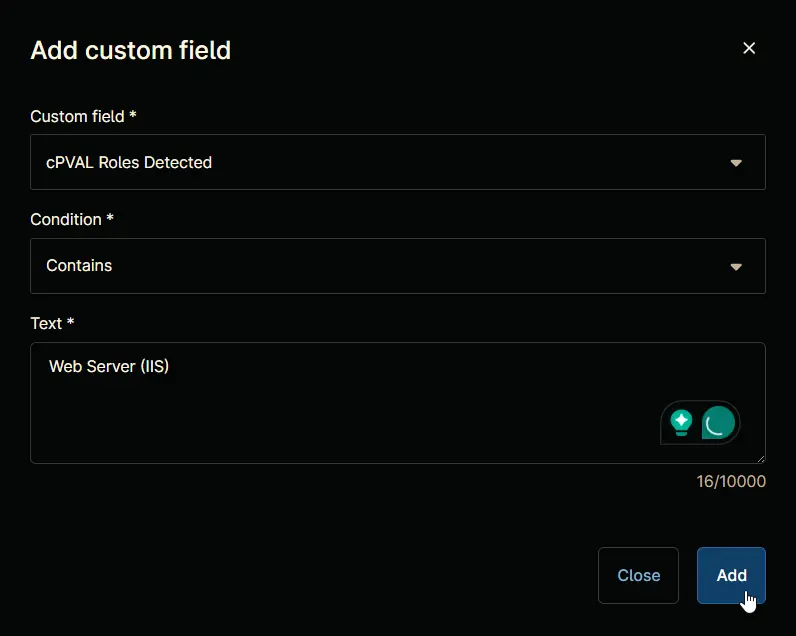 Add custom field
Custom field *
cPVAL Roles Detected
Condition *
Contains
Text *
Web Server (IIS)
16/10000
Close
Add